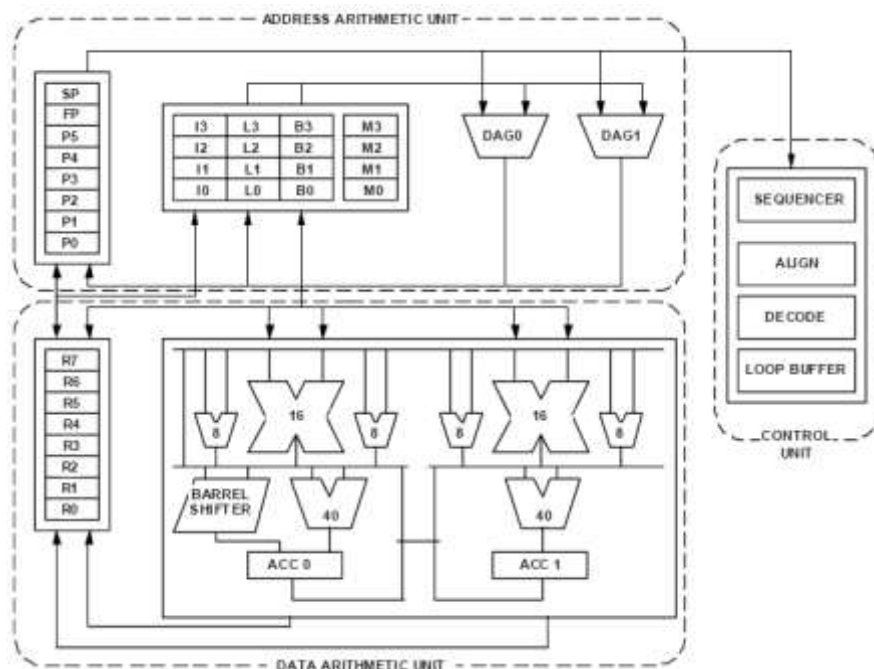 ADDRESS ARITHMETIC UNIT
SP
FP
P5
P4
P3
P2
P1
P0
I3 L3 B3 M3
I2 L2 B2 M2
I1 L1 B1 M1
I0 L0 B0 M0
DAG0
DAG1
SEQUENCER
ALIGN
DECODE
LOOP BUFFER
CONTROL
UNIT
R7
R6
R5
R4
R3
R2
R1
R0
8
16
8
8
16
8
BARREL
SHIFTER
40
40
ACC 0
ACC 1
DATA ARITHMETIC UNIT